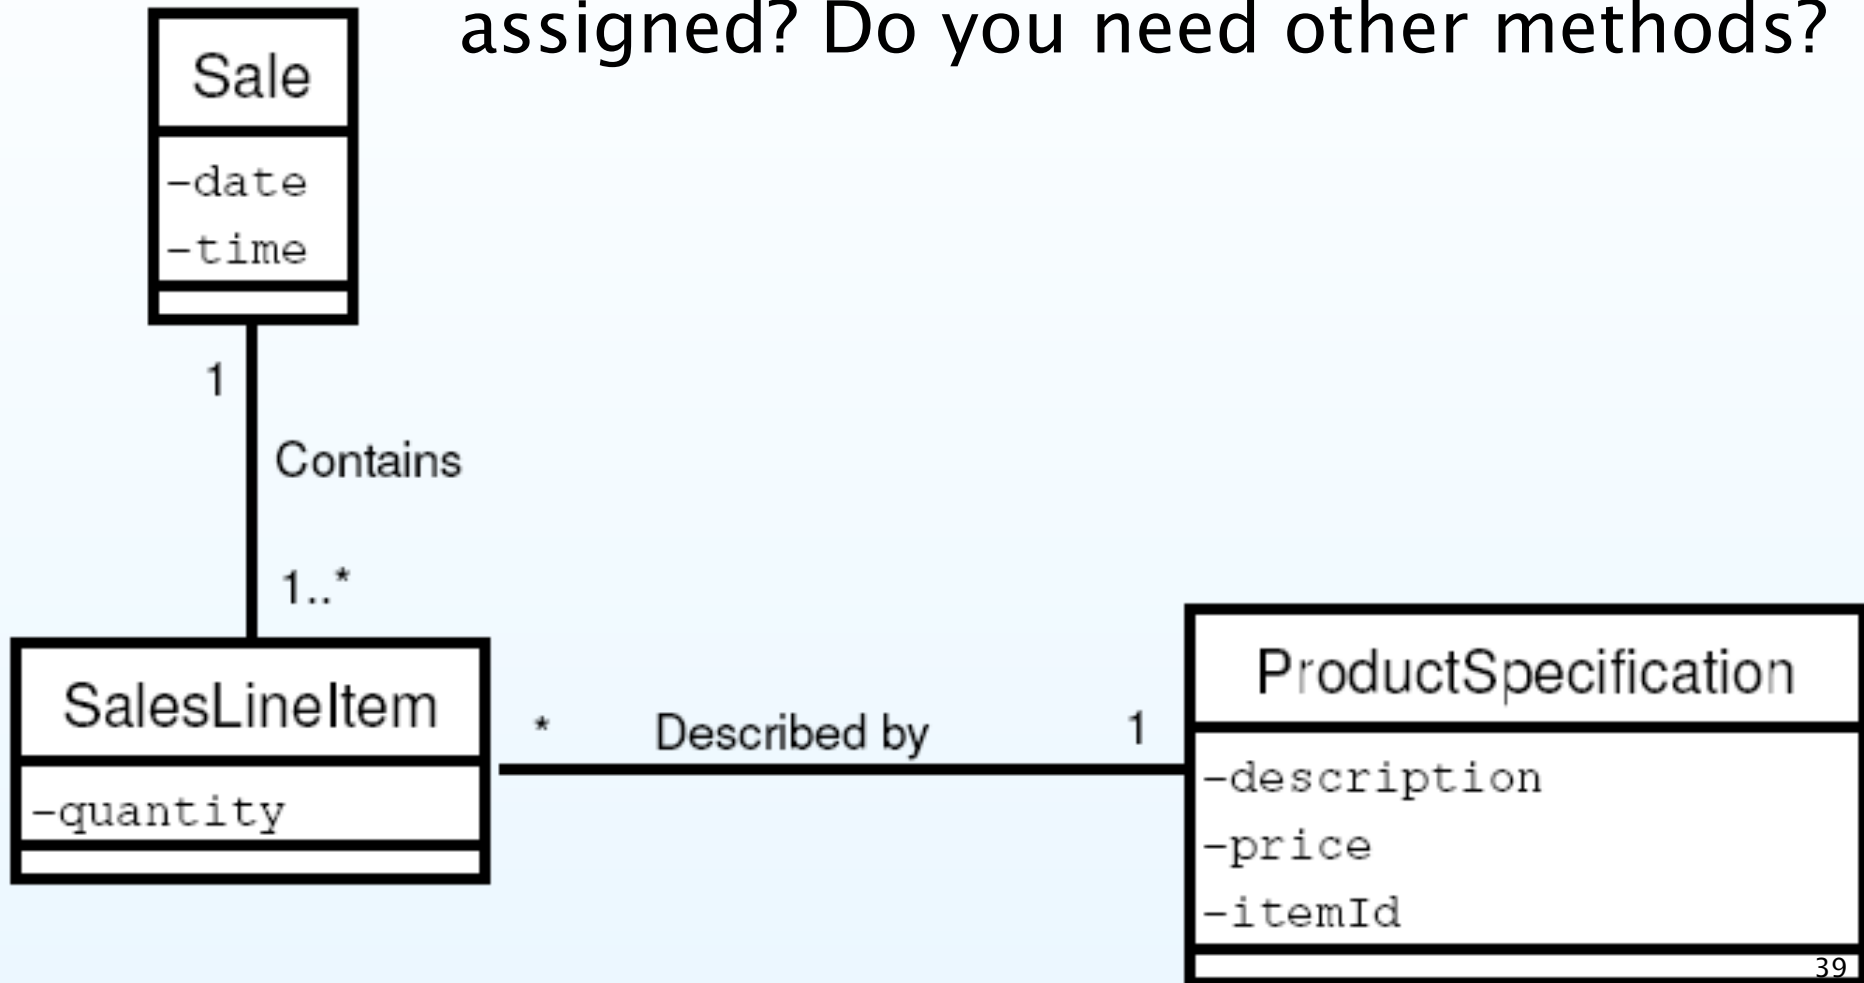 assigned? Do you need other methods?
Sale
-date
-time
1
Contains
1..*
SalesLineItem
-quantity
* Described by 1
ProductSpecification
-description
-price
-itemId
39